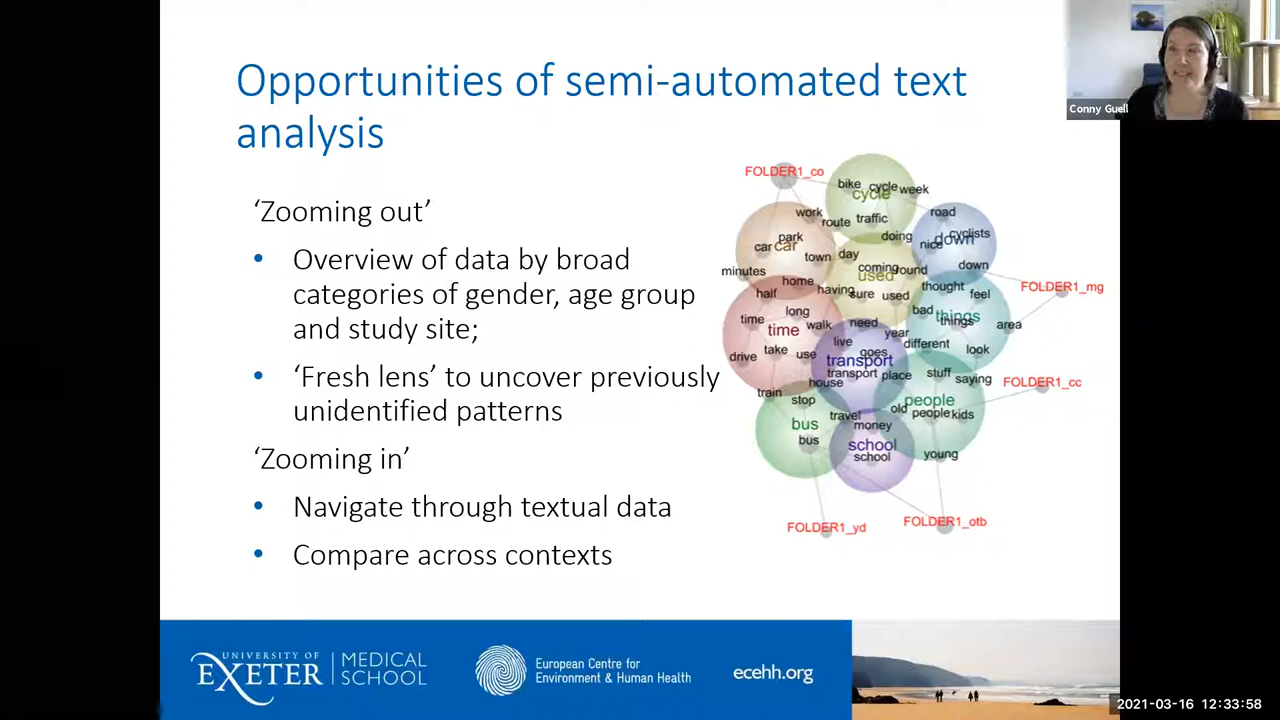 Opportunities of semi-automated text
analysis
Conny Guell
‘Zooming out’
• Overview of data by broad
categories of gender, age group
and study site;
• ‘Fresh lens’ to uncover previously
unidentified patterns
‘Zooming in’
• Navigate through textual data
• Compare across contexts
FOLDER1_co
bike cycle week
cycle
work
route traffic
road
park
car car
doing
cyclists
nice down
town day
coming round
down
minutes
home
used
half
having sure used
thought feel
FOLDER1_mg
long
bad
things
time
time
walk
need
year
things
area
live
different
drive take use
goes
look
transport
transport place
stuff saying
FOLDER1_cc
house
train
stop
people
old people kids
travel
bus
money
bus
school
school
young
FOLDER1_yd
FOLDER1_otb
UNIVERSITY OF
EXETER
MEDICAL
SCHOOL
European Centre for
Environment & Human Health
ecehh.org
2021-03-16 12:33:58